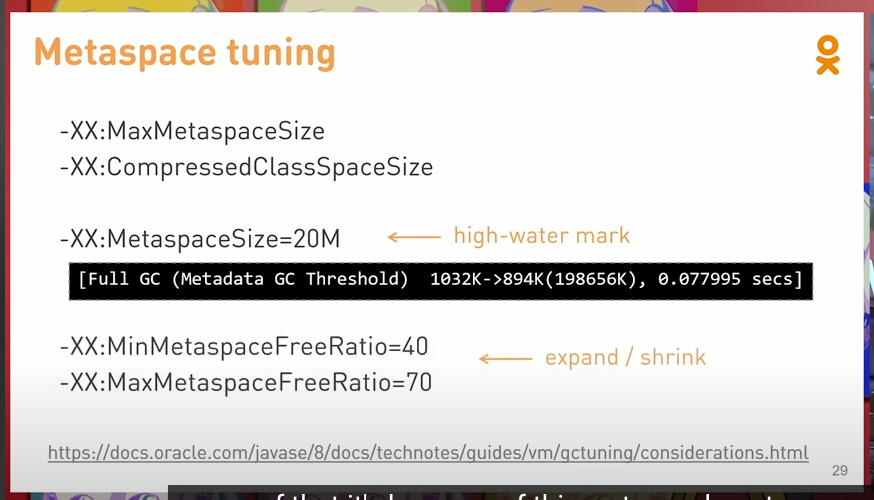 Metaspace tuning
-XX:MaxMetaspaceSize
-XX:CompressedClassSpaceSize
-XX:MetaspaceSize=20M
high-water mark
[Full GC (Metadata GC Threshold)  1032K->894K(198656K), 0.077995 secs]
-XX:MinMetaspaceFreeRatio=40
-XX:MaxMetaspaceFreeRatio=70
expand / shrink
https://docs.oracle.com/javase/8/docs/technotes/guides/vm/gctuning/considerations.html
29